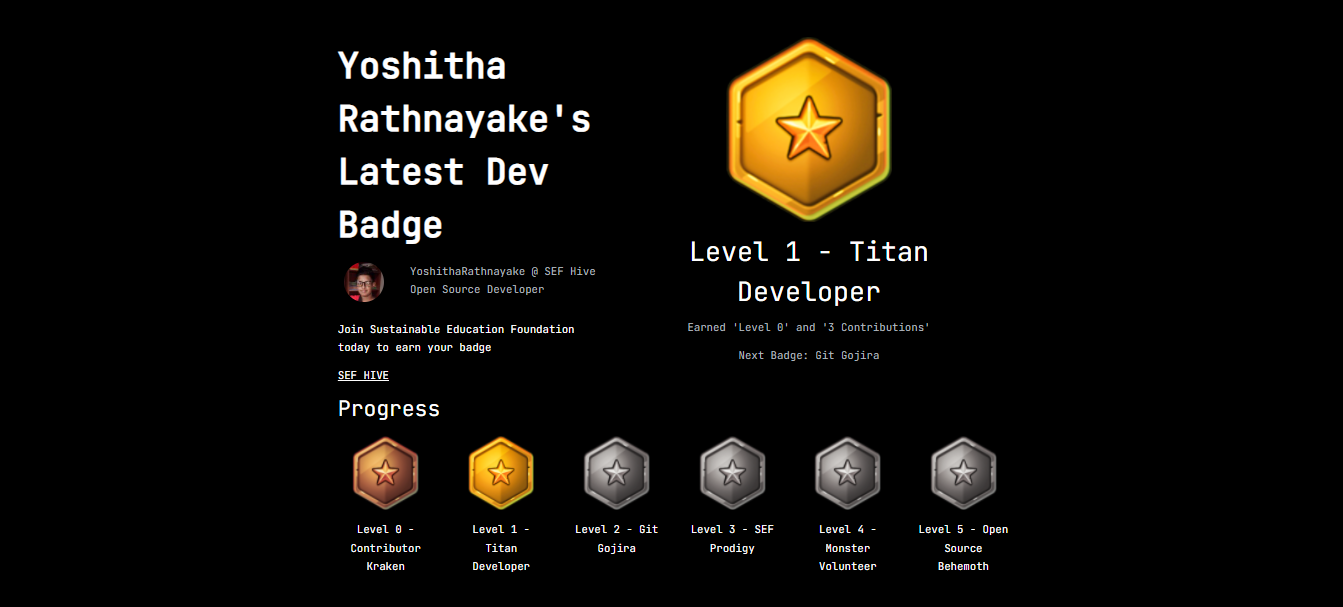 Yoshitha
Rathnayake's
Latest Dev
Badge
YoshithaRathnayake @ SEF Hive
Open Source Developer
Join Sustainable Education Foundation
today to earn your badge
SEF HIVE
Level 1 - Titan
Developer
Earned 'Level 0' and '3 Contributions'
Next Badge: Git Gojira
Progress
Level 0 -
Contributor
Kraken
Level 1 -
Titan
Developer
Level 2 - Git
Gojira
Level 3 - SEF
Prodigy
Level 4 -
Monster
Volunteer
Level 5 - Open
Source
Behemoth